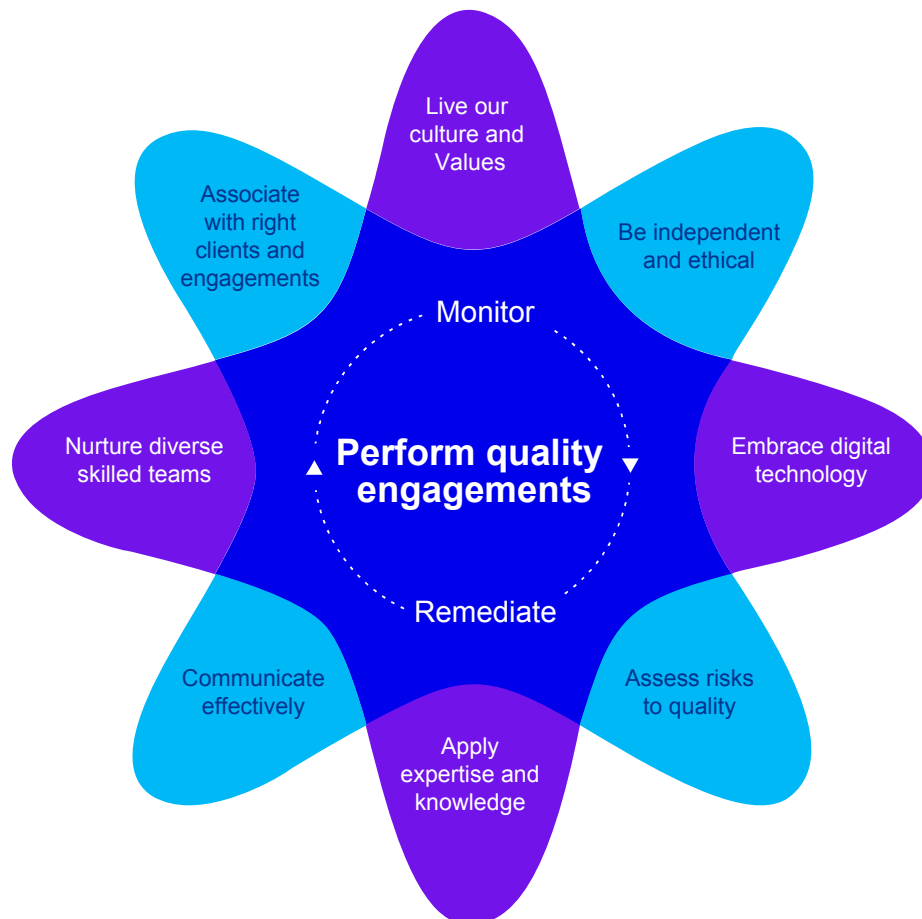 Live our
culture and
Values
Be independent
and ethical
Embrace digital
technology
Assess risks
to quality
Apply
expertise and
knowledge
Communicate
effectively
Nurture diverse
skilled teams
Associate
with right
clients and
engagements
Monitor
Perform quality
engagements
Remediate